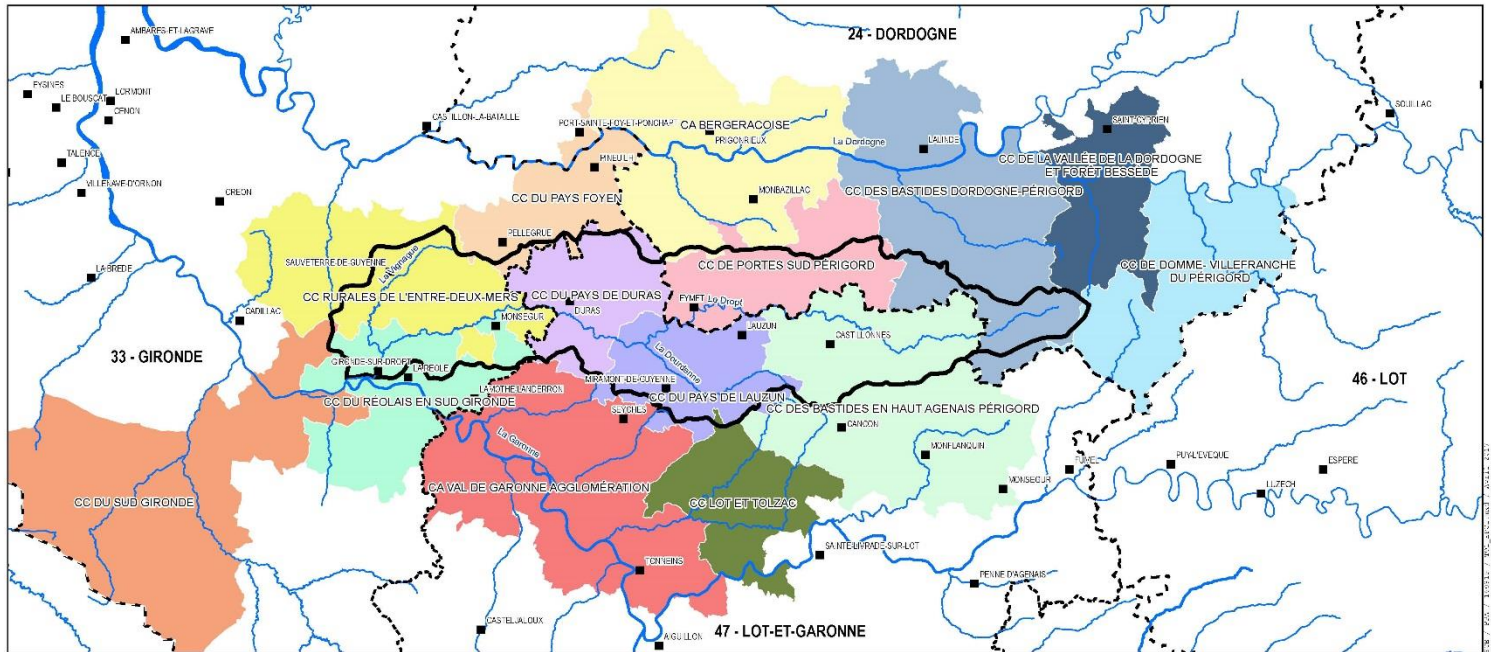 AMBARES-ET-LAGRAVE
24 - DORDOGNE
EYSINES
LE BOUSCAT
LORMONT
CENON
SOUILLAC
CASTILLON-LA-BATAILLE
PORT-SAINTE-FOY-ET-PONCHAPT
CA BERGERACOISE
PRIGONRIEUX
La Dordogne
LALINDE
SAINT-CYPRIEN
TALENCE
PINEUILH
CC DE LA VALLÉE DE LA DORDOGNE
ET FORÊT BESSEDE
VILLENAVE-D'ORNON
CREON
CC DU PAYS FOYEN
MONBAZILLAC
CC DES BASTIDES DORDOGNE-PÉRIGORD
PELLEGRUE
SAUVETERRE-DE-GUYENNE
La Vignague
LA BREDE
CC DE PORTES SUD PÉRIGORD
CC DE DOMME- VILLEFRANCHE
DU PÉRIGORD
CC RURALES DE L'ENTRE-DEUX-MERS
CC DU PAYS DE DURAS
DURAS
EYMET
Le Dropt
CADILLAC
MONSEGUR
LAUZUN
CASTILLONNES
33 - GIRONDE
GIRONDE-SUR-DROPT
LA REOLE
La Dourdenne
46 - LOT
LAMOTHE-LANDERRON
MIRAMONT-DE-GUYENNE
CC DU RÉOLAIS EN SUD GIRONDE
CC DU PAYS DE LAUZUN
CC DES BASTIDES EN HAUT AGENAIS PÉRIGORD
SEYCHES
CANCON
La Garonne
MONFLANQUIN
FUMEL
PUY-L'EVEQUE
ESPERE
CA VAL DE GARONNE AGGLOMÉRATION
MONSEGUR
LUZECH
CC DU SUD GIRONDE
CC LOT ET TOLZAC
SAINTE-LIVRADE-SUR-LOT
TONNEINS
PENNE D'AGENAIS
CASTELJALOUX
47 - LOT-ET-GARONNE
AIGUILLON